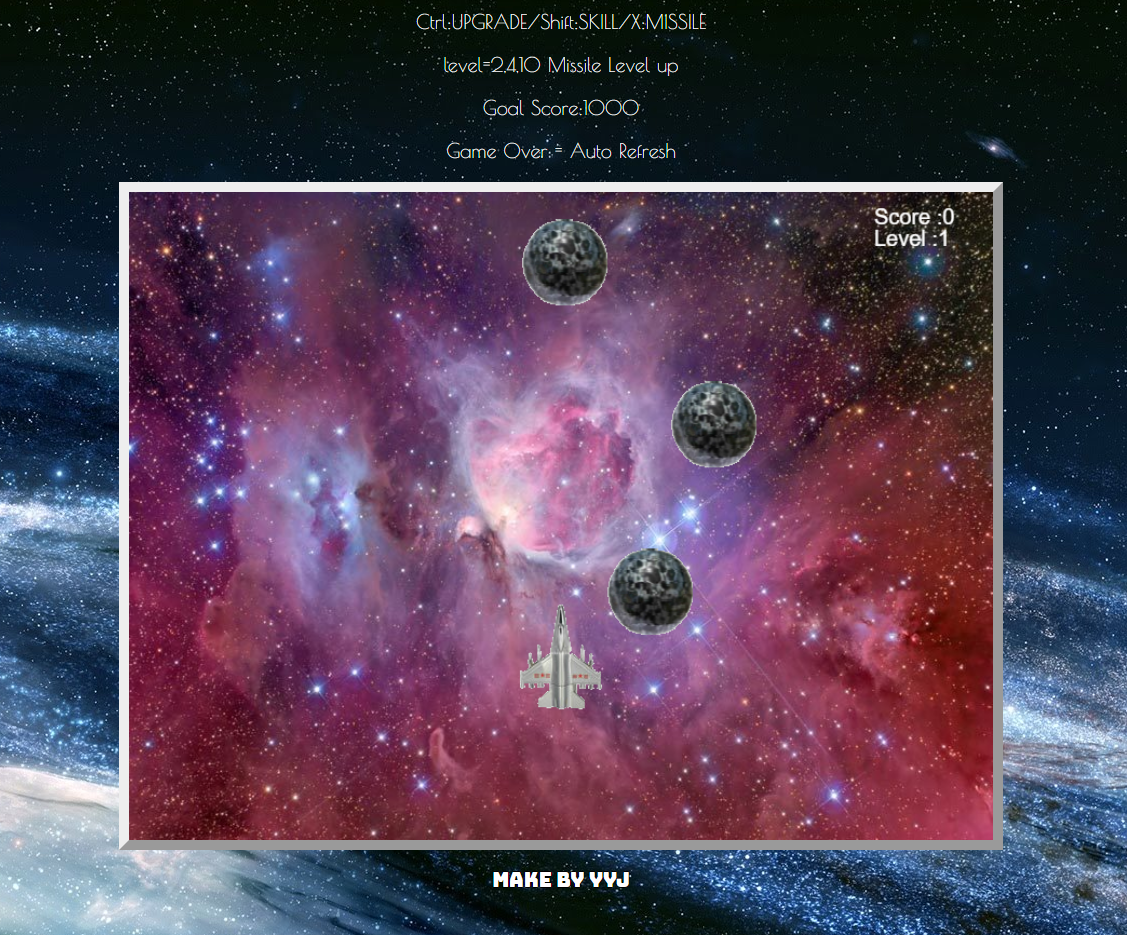 Ctrl:UPGRADE/Shift:SKILL/X:MISSILE
level=2,4,10 Missile Level up
Goal Score:1000
Game Over: = Auto Refresh
Score :0
Level :1
MAKE BY YYJ